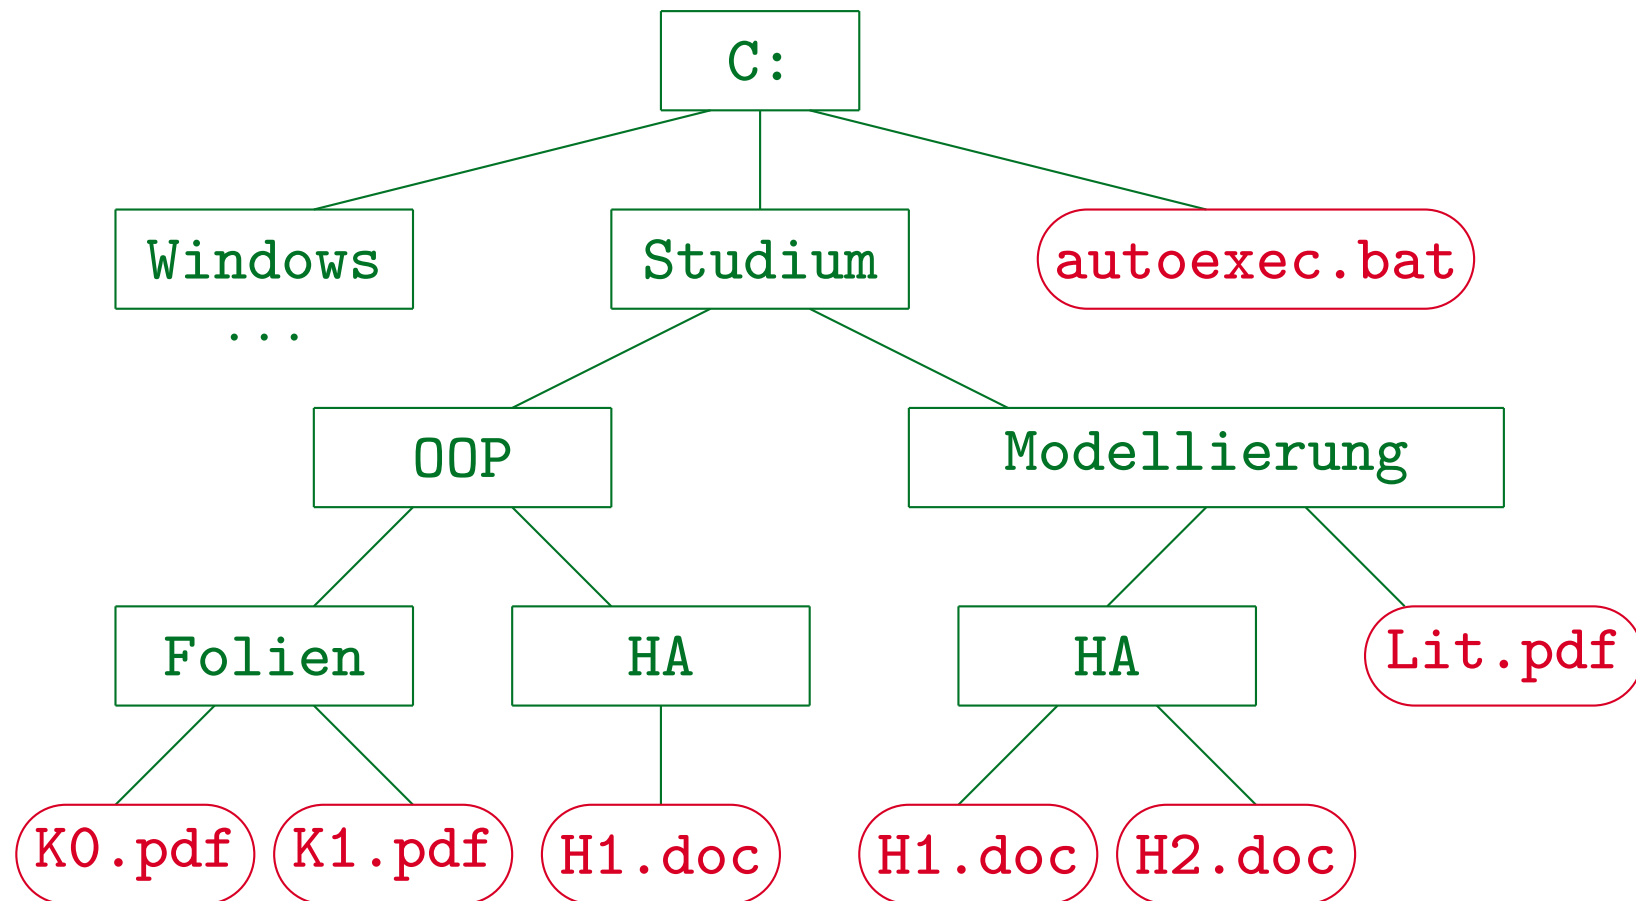 C:
Windows Studium autoexec.bat
...
OOP Modellierung
Folien HA HA Lit.pdf
K0.pdf K1.pdf H1.doc H1.doc H2.doc